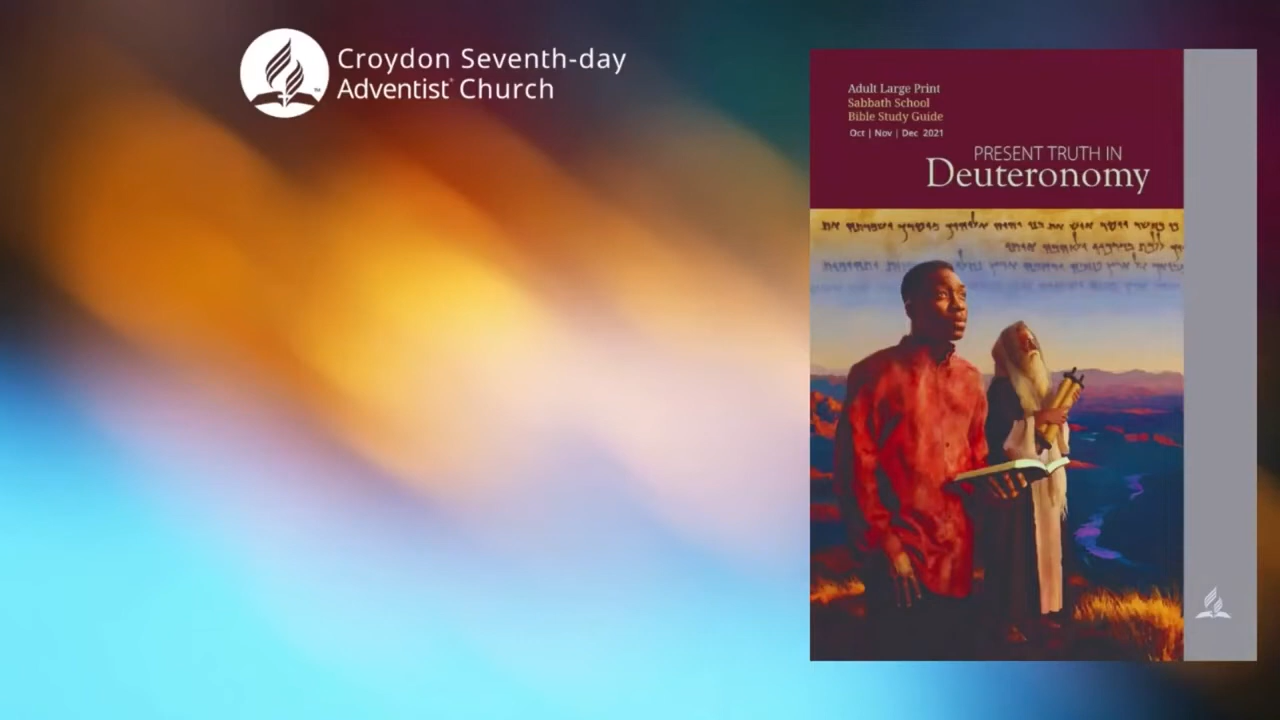 Croydon Seventh-day
Adventist Church
Adult Large Print
Sabbath School
Bible Study Guide
Oct | Nov | Dec 2021
PRESENT TRUTH IN
Deuteronomy